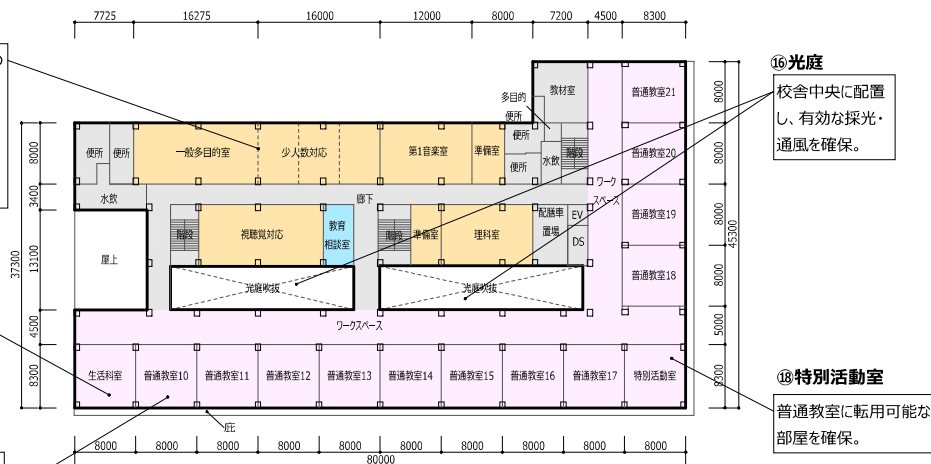 7725 16275 16000 12000 8000 7200 4500 8300
⑯光庭
校舎中央に配置
し、有効な採光・
通風を確保。
教材室
普通教室21
8000
多目的
便所
便所
便所
一般多目的室
少人数対応
第1音楽室
準備室
便所
便所
水飲
階段
普通教室20
8000
8000
ワーク
スペース
水飲
廊下
3400
配膳車
置場
EV
DS
普通教室19
8000
45300
階段
視聴覚対応
教育
相談室
階段
準備室
理科室
屋上
13100
37300
普通教室18
8000
光庭吹抜
光庭吹抜
ワークスペース
4500
5000
生活科室
普通教室10
普通教室11
普通教室12
普通教室13
普通教室14
普通教室15
普通教室16
普通教室17
特別活動室
8300
8300
⑱特別活動室
普通教室に転用可能な
部屋を確保。
庇
8000 8000 8000 8000 8000 8000 8000 8000 8000 8000
80000